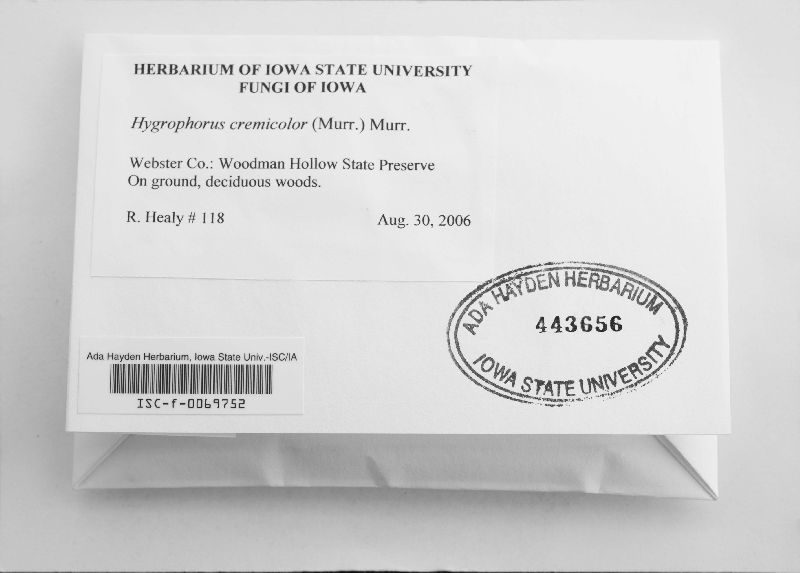 HERBARIUM OF IOWA STATE UNIVERSITY
FUNGI OF IOWA
Hygrophorus cremicolor (Murr.) Murr.
Webster Co.: Woodman Hollow State Preserve
On ground, deciduous woods.
R. Healy # 118 Aug. 30, 2006
ADA HAYDEN HERBARIUM
443656
IOWA STATE UNIVERSITY
Ada Hayden Herbarium, Iowa State Univ.-ISC/IA
ISC-f-0069752